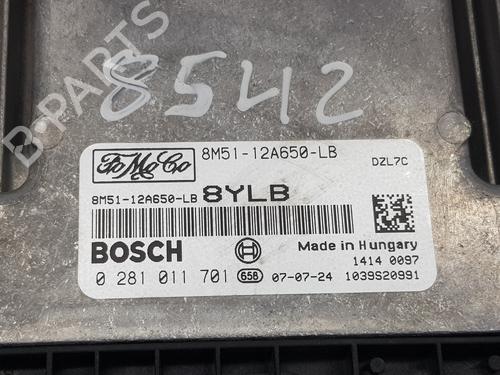 B-PARTS
8542
FoMoCo
8M51-12A650-LB
DZL7C
8M51-12A650-LB 8YLB
BOSCH
Made in Hungary
1414 0097
0 281 011 701 658 07-07-24 1039S20991